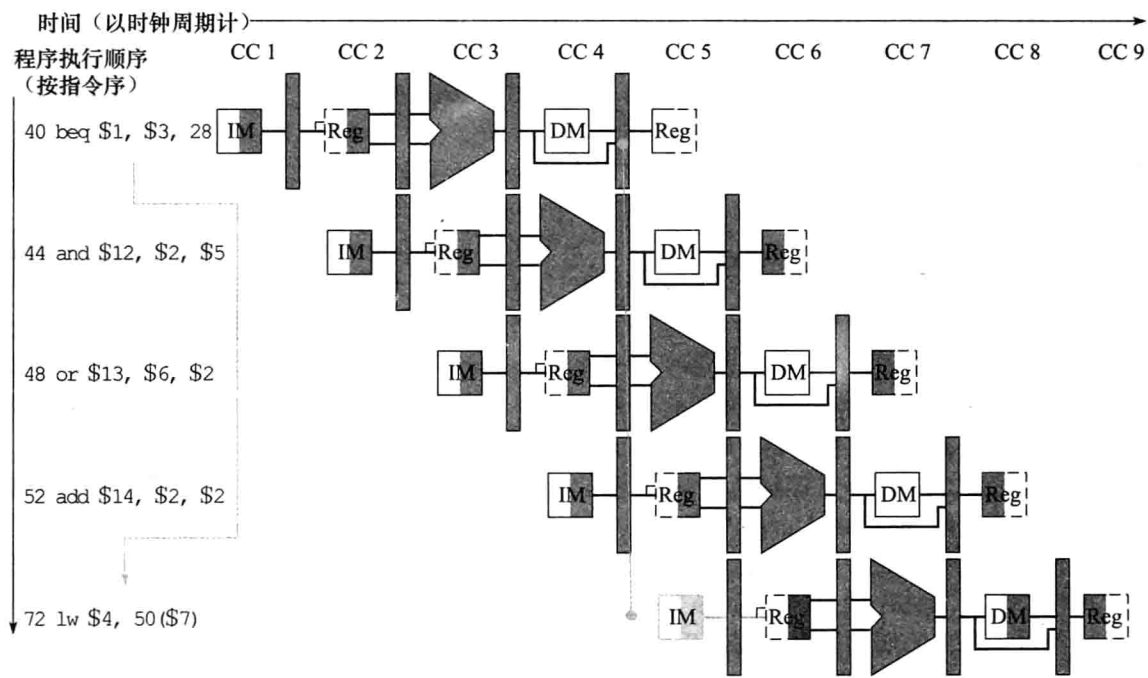 时间（以时钟周期计）
程序执行顺序
（按指令序）
CC 1 CC 2 CC 3 CC 4 CC 5 CC 6 CC 7 CC 8 CC 9
40 beq $1, $3, 28
IM Reg DM Reg
44 and $12, $2, $5
IM Reg DM Reg
48 or $13, $6, $2
IM Reg DM Reg
52 add $14, $2, $2
IM Reg DM Reg
72 lw $4, 50($7)
IM Reg DM Reg